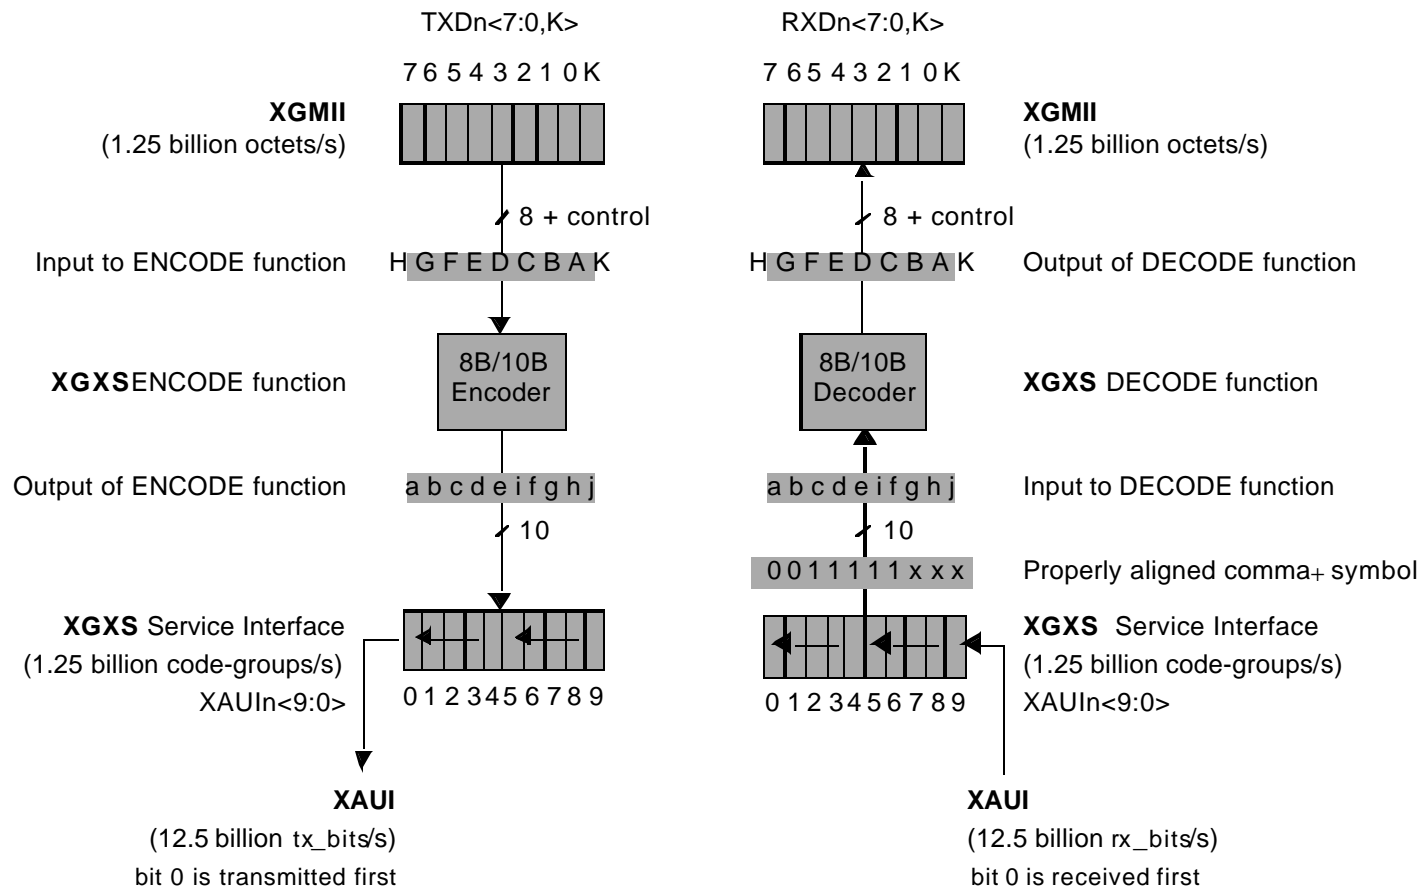 TXDn<7:0,K>
7 6 5 4 3 2 1 0 K
XGMII
(1.25 billion octets/s)
8 + control
Input to ENCODE function
H G F E D C B A K
8B/10B
Encoder
XGXS ENCODE function
Output of ENCODE function
a b c d e i f g h j
10
XGXS Service Interface
(1.25 billion code-groups/s)
XAUIn<9:0>
0 1 2 3 4 5 6 7 8 9
XAUI
(12.5 billion tx_bits/s)
bit 0 is transmitted first
RXDn<7:0,K>
7 6 5 4 3 2 1 0 K
XGMII
(1.25 billion octets/s)
8 + control
H G F E D C B A K
Output of DECODE function
8B/10B
Decoder
XGXS DECODE function
a b c d e i f g h j
Input to DECODE function
10
0 0 1 1 1 1 1 x x x
Properly aligned comma+ symbol
XGXS Service Interface
(1.25 billion code-groups/s)
XAUIn<9:0>
0 1 2 3 4 5 6 7 8 9
XAUI
(12.5 billion rx_bits/s)
bit 0 is received first